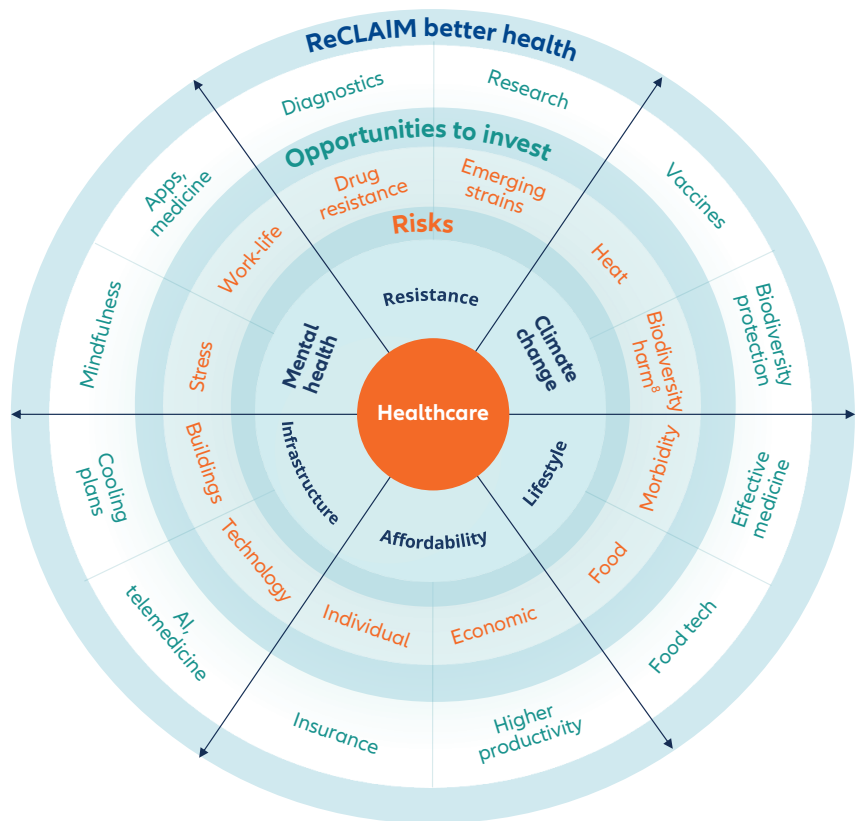 ReCLAIM better health
Diagnostics
Research
Vaccines
Biodiversity
protection
Effective
medicine
Food tech
Higher
productivity
Insurance
AI,
telemedicine
Cooling
plans
Mindfulness
Apps,
medicine
Opportunities to invest
Drug
resistance
Emerging
strains
Heat
Biodiversity
harm⁸
Morbidity
Food
Economic
Individual
Technology
Buildings
Stress
Work-life
Risks
Resistance
Climate
change
Lifestyle
Affordability
Infrastructure
Mental
health
Healthcare